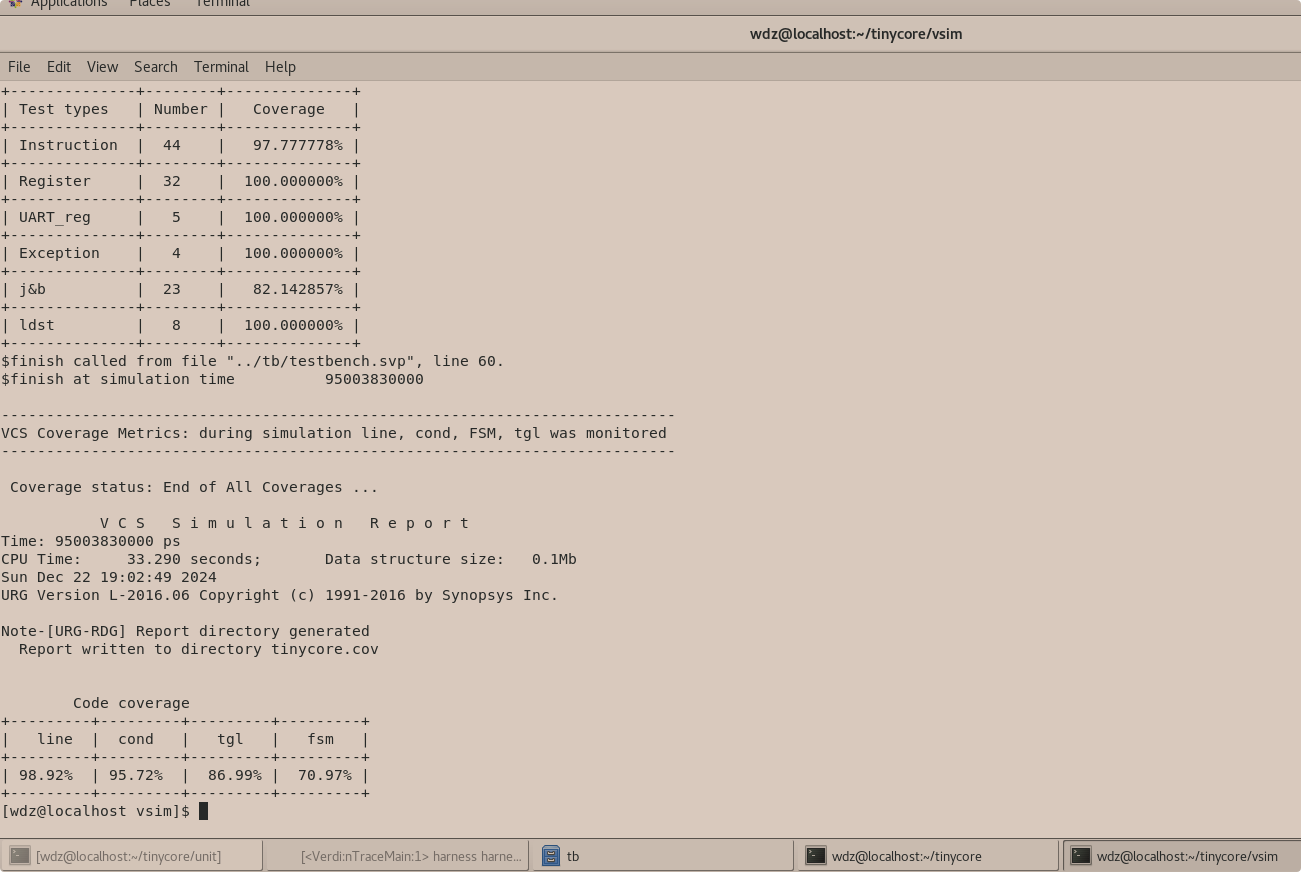 Applications Places Terminal
wdz@localhost:~/tinycore/vsim
File Edit View Search Terminal Help
+--------------+--------+--------------+
| Test types   | Number |   Coverage   |
+--------------+--------+--------------+
| Instruction  |  44    |   97.777778% |
+--------------+--------+--------------+
| Register     |  32    |  100.000000% |
+--------------+--------+--------------+
| UART_reg     |   5    |  100.000000% |
+--------------+--------+--------------+
| Exception    |   4    |  100.000000% |
+--------------+--------+--------------+
| j&b          |  23    |   82.142857% |
+--------------+--------+--------------+
| ldst         |   8    |  100.000000% |
+--------------+--------+--------------+
$finish called from file "../tb/testbench.svp", line 60.
$finish at simulation time          95003830000
---------------------------------------------------------------------------
VCS Coverage Metrics: during simulation line, cond, FSM, tgl was monitored
---------------------------------------------------------------------------
 Coverage status: End of All Coverages ...
           V C S   S i m u l a t i o n   R e p o r t
Time: 95003830000 ps
CPU Time:     33.290 seconds;       Data structure size:   0.1Mb
Sun Dec 22 19:02:49 2024
URG Version L-2016.06 Copyright (c) 1991-2016 by Synopsys Inc.
Note-[URG-RDG] Report directory generated
  Report written to directory tinycore.cov
        Code coverage
+---------+---------+---------+---------+
|   line  |  cond   |   tgl   |   fsm   |
+---------+---------+---------+---------+
| 98.92%  | 95.72%  |  86.99% |  70.97% |
+---------+---------+---------+---------+
[wdz@localhost vsim]$
[wdz@localhost:~/tinycore/unit]
[<Verdi:nTraceMain:1> harness harne...
tb
wdz@localhost:~/tinycore
wdz@localhost:~/tinycore/vsim